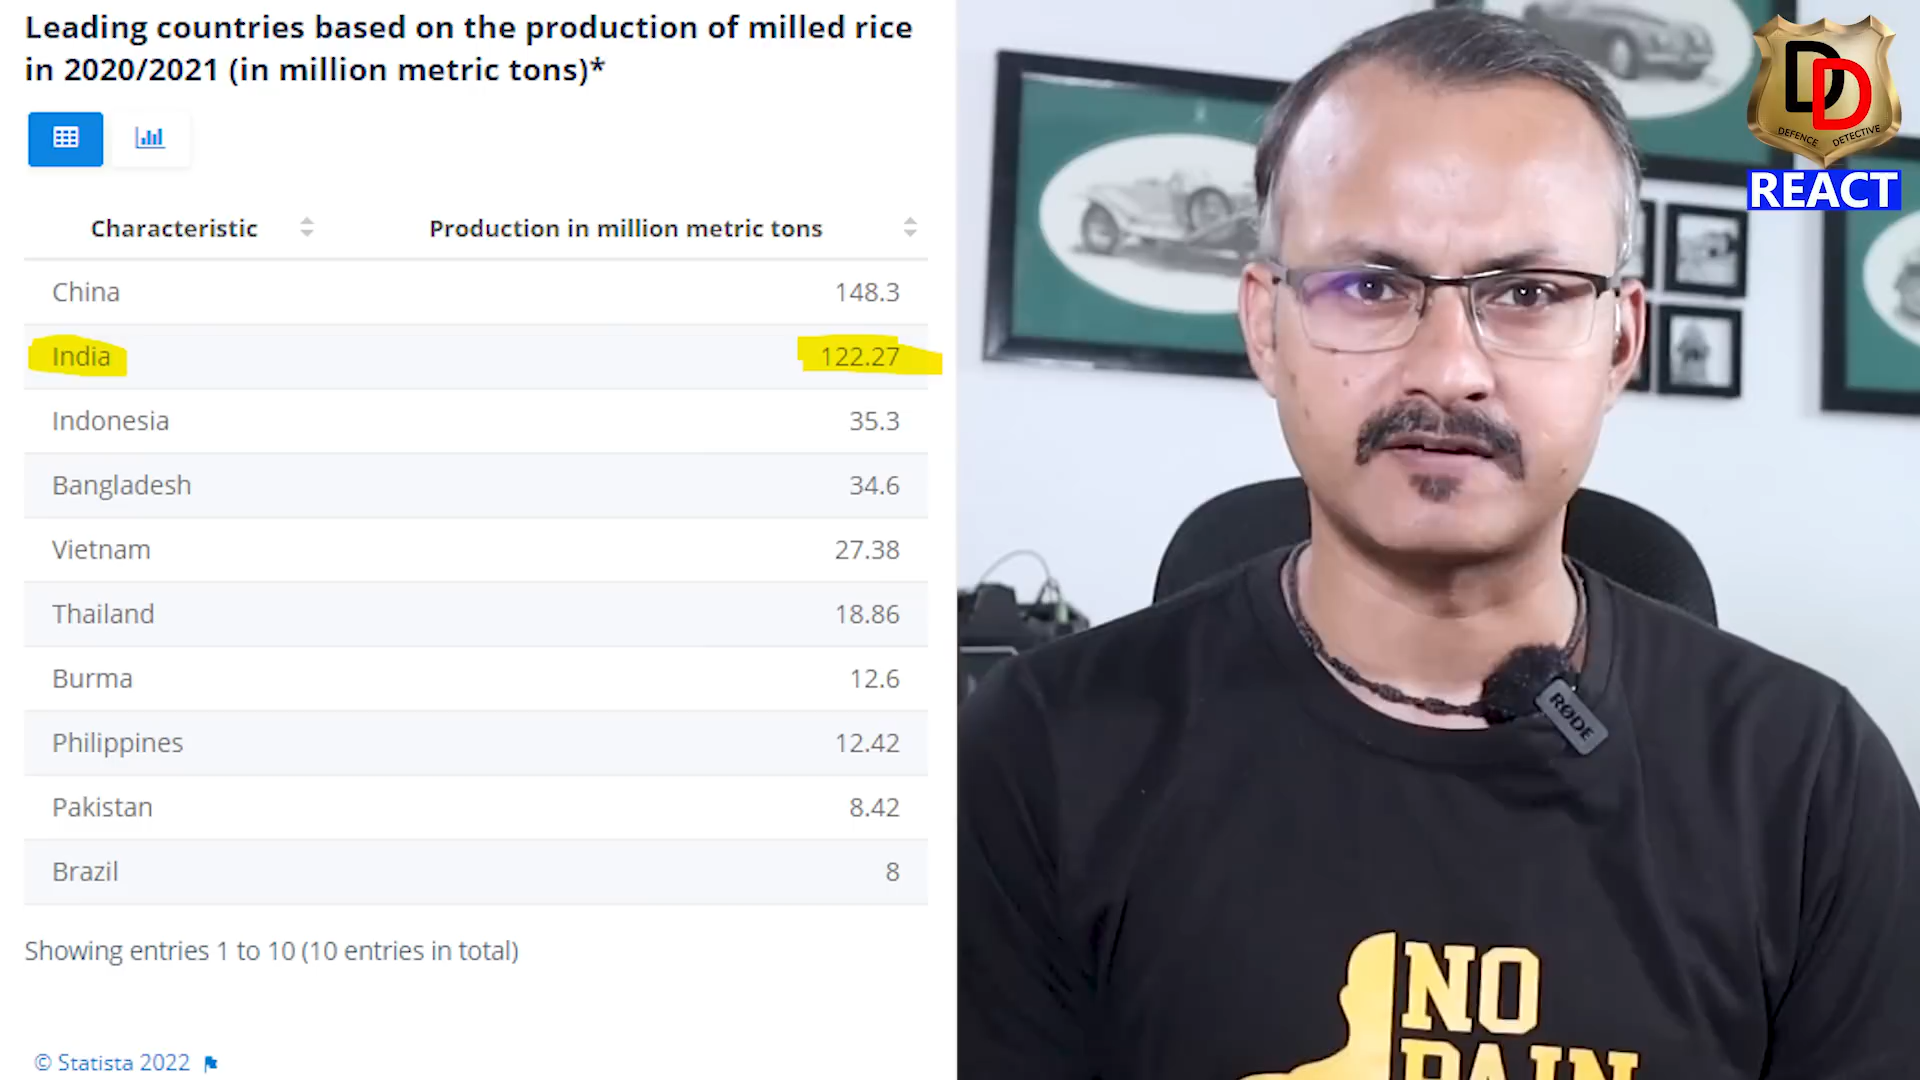 Leading countries based on the production of milled rice
in 2020/2021 (in million metric tons)*
Characteristic Production in million metric tons
China 148.3
India 122.27
Indonesia 35.3
Bangladesh 34.6
Vietnam 27.38
Thailand 18.86
Burma 12.6
Philippines 12.42
Pakistan 8.42
Brazil 8
Showing entries 1 to 10 (10 entries in total)
© Statista 2022
DD
DEFENCE DETECTIVE
REACT
RØDE
NO
PAIN